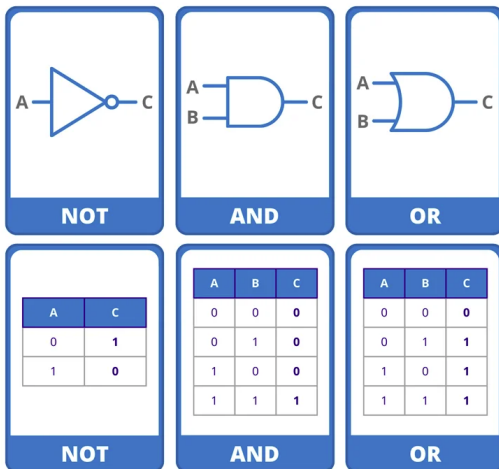 A C
NOT
A
B
C
AND
A
B
C
OR
A C
0 1
1 0
NOT
A B C
0 0 0
0 1 0
1 0 0
1 1 1
AND
A B C
0 0 0
0 1 1
1 0 1
1 1 1
OR